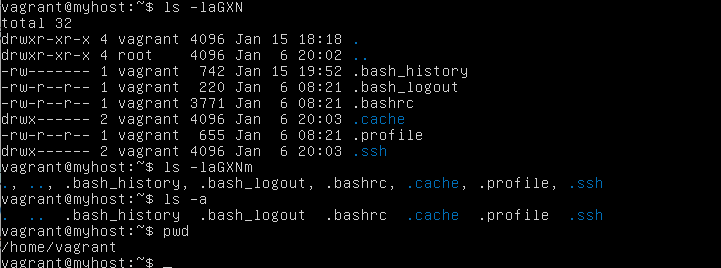 vagrant@myhost:~$ ls -laGXN
total 32
drwxr-xr-x 4 vagrant 4096 Jan 15 18:18 .
drwxr-xr-x 4 root    4096 Jan  6 20:02 ..
-rw------- 1 vagrant  742 Jan 15 19:52 .bash_history
-rw-r--r-- 1 vagrant  220 Jan  6 08:21 .bash_logout
-rw-r--r-- 1 vagrant 3771 Jan  6 08:21 .bashrc
drwx------ 2 vagrant 4096 Jan  6 20:03 .cache
-rw-r--r-- 1 vagrant  655 Jan  6 08:21 .profile
drwx------ 2 vagrant 4096 Jan  6 20:03 .ssh
vagrant@myhost:~$ ls -laGXNm
., .., .bash_history, .bash_logout, .bashrc, .cache, .profile, .ssh
vagrant@myhost:~$ ls -a
.  ..  .bash_history  .bash_logout  .bashrc  .cache  .profile  .ssh
vagrant@myhost:~$ pwd
/home/vagrant
vagrant@myhost:~$ _